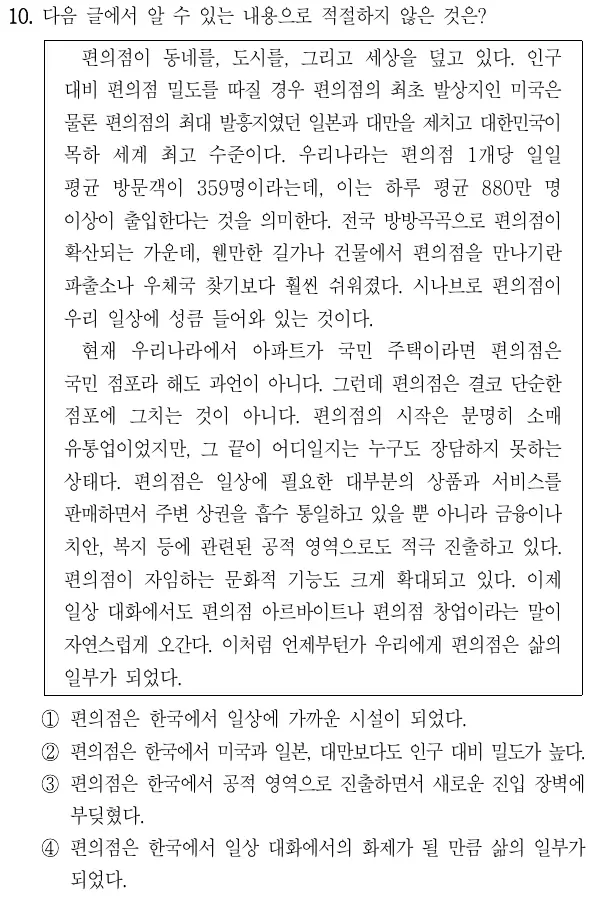 10. 다음 글에서 알 수 있는 내용으로 적절하지 않은 것은?
편의점이 동네를, 도시를, 그리고 세상을 덮고 있다. 인구
대비 편의점 밀도를 따질 경우 편의점의 최초 발상지인 미국은
물론 편의점의 최대 발흥지였던 일본과 대만을 제치고 대한민국이
목하 세계 최고 수준이다. 우리나라는 편의점 1개당 일일
평균 방문객이 359명이라는데, 이는 하루 평균 880만 명
이상이 출입한다는 것을 의미한다. 전국 방방곡곡으로 편의점이
확산되는 가운데, 웬만한 길가나 건물에서 편의점을 만나기란
파출소나 우체국 찾기보다 훨씬 쉬워졌다. 시나브로 편의점이
우리 일상에 성큼 들어와 있는 것이다.
현재 우리나라에서 아파트가 국민 주택이라면 편의점은
국민 점포라 해도 과언이 아니다. 그런데 편의점은 결코 단순한
점포에 그치는 것이 아니다. 편의점의 시작은 분명히 소매
유통업이었지만, 그 끝이 어디일지는 누구도 장담하지 못하는
상태다. 편의점은 일상에 필요한 대부분의 상품과 서비스를
판매하면서 주변 상권을 흡수 통일하고 있을 뿐 아니라 금융이나
치안, 복지 등에 관련된 공적 영역으로도 적극 진출하고 있다.
편의점이 자임하는 문화적 기능도 크게 확대되고 있다. 이제
일상 대화에서도 편의점 아르바이트나 편의점 창업이라는 말이
자연스럽게 오간다. 이처럼 언제부턴가 우리에게 편의점은 삶의
일부가 되었다.
① 편의점은 한국에서 일상에 가까운 시설이 되었다.
② 편의점은 한국에서 미국과 일본, 대만보다도 인구 대비 밀도가 높다.
③ 편의점은 한국에서 공적 영역으로 진출하면서 새로운 진입 장벽에
부딪혔다.
④ 편의점은 한국에서 일상 대화에서의 화제가 될 만큼 삶의 일부가
되었다.